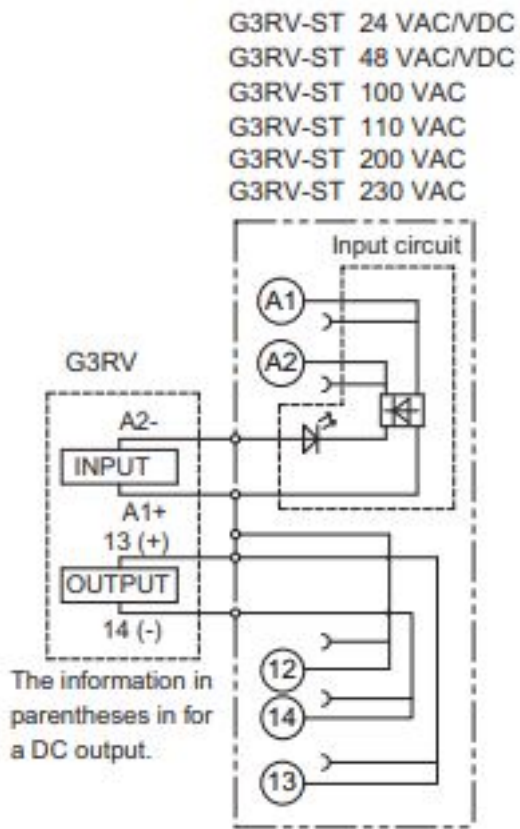 G3RV-ST 24 VAC/VDC
G3RV-ST 48 VAC/VDC
G3RV-ST 100 VAC
G3RV-ST 110 VAC
G3RV-ST 200 VAC
G3RV-ST 230 VAC
Input circuit
A1
A2
G3RV
A2-
INPUT
A1+
13 (+)
OUTPUT
14 (-)
12
14
13
The information in
parentheses in for
a DC output.